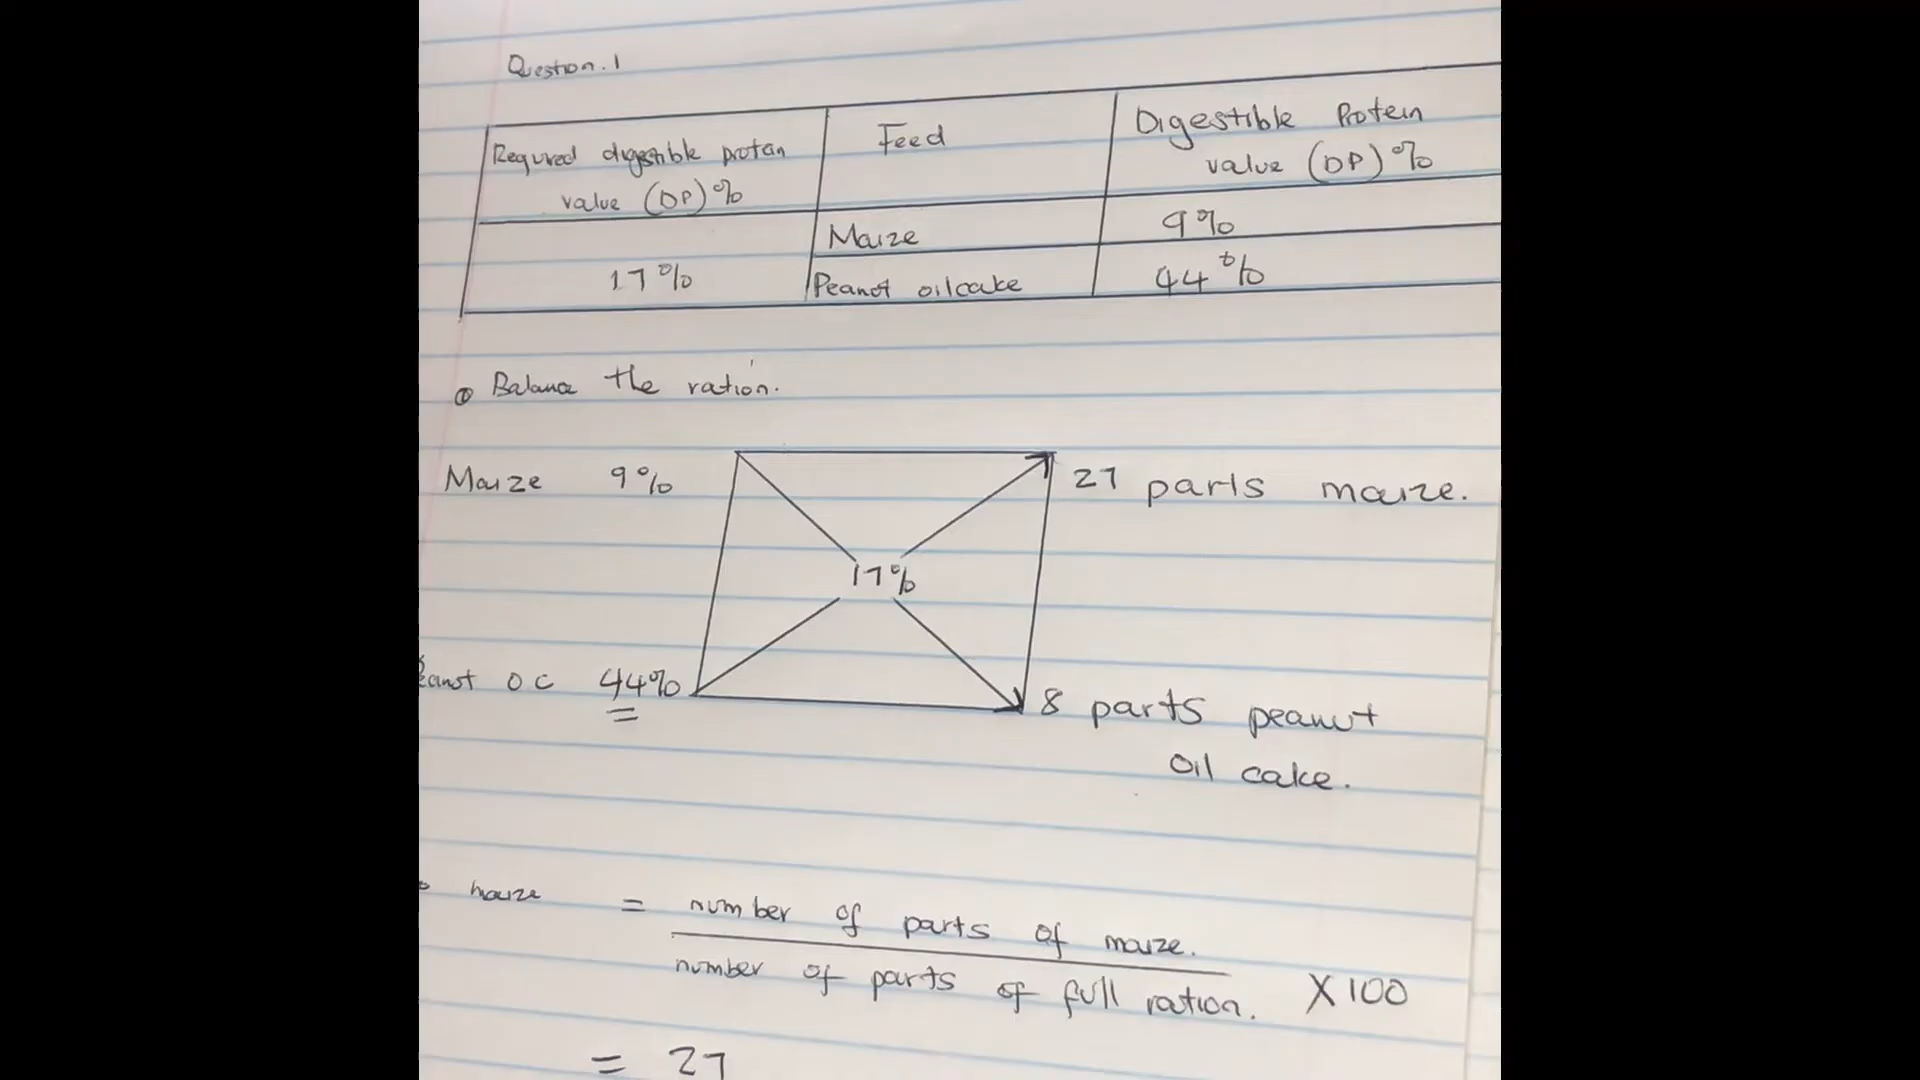 Question.1
Required digestible protein value (DP)%
Feed
Digestible Protein value (DP)%
Maize
9%
17%
Peanut oilcake
44%
Balance the ration.
Maize 9%
27 parts maize.
17%
OC 44%
8 parts peanut
oil cake.
maize = number of parts of maize.
number of parts of full ration. X100
= 27